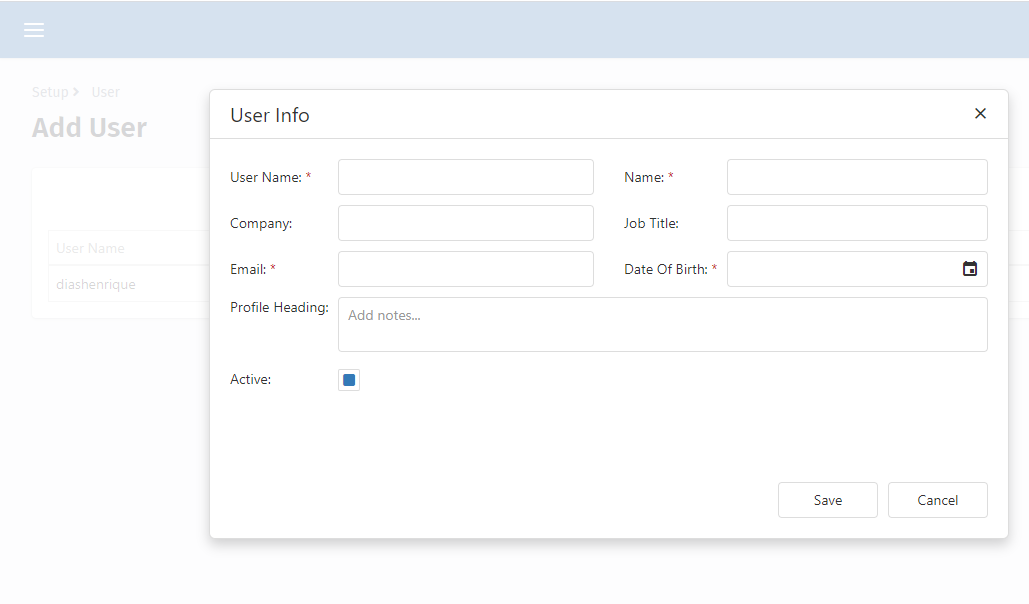 Setup User
Add User
User Name
diashenrique
User Info
User Name: * Name: *
Company: Job Title:
Email: * Date Of Birth: *
Profile Heading: Add notes...
Active:
Save Cancel